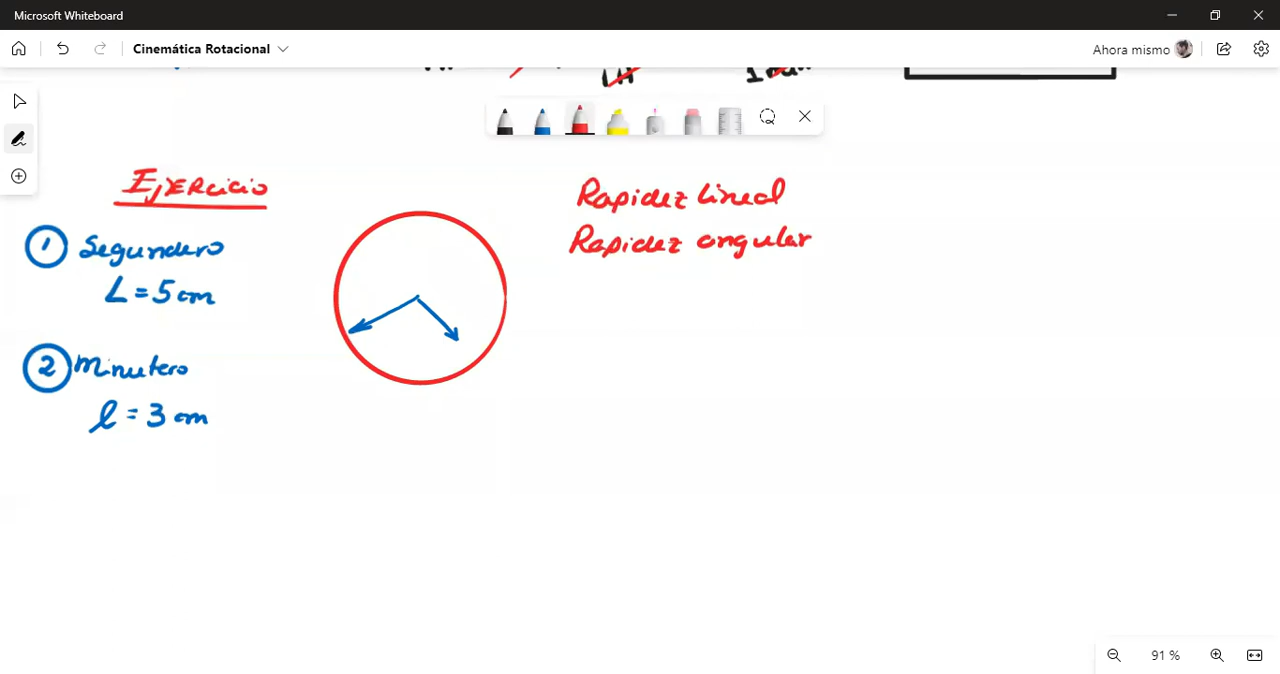 Microsoft Whiteboard
Cinemática Rotacional
Ahora mismo
Ejercicio
Rapidez Lineal
Rapidez angular
1 Segundero
L = 5 cm
2 Minutero
l = 3 cm
91 %